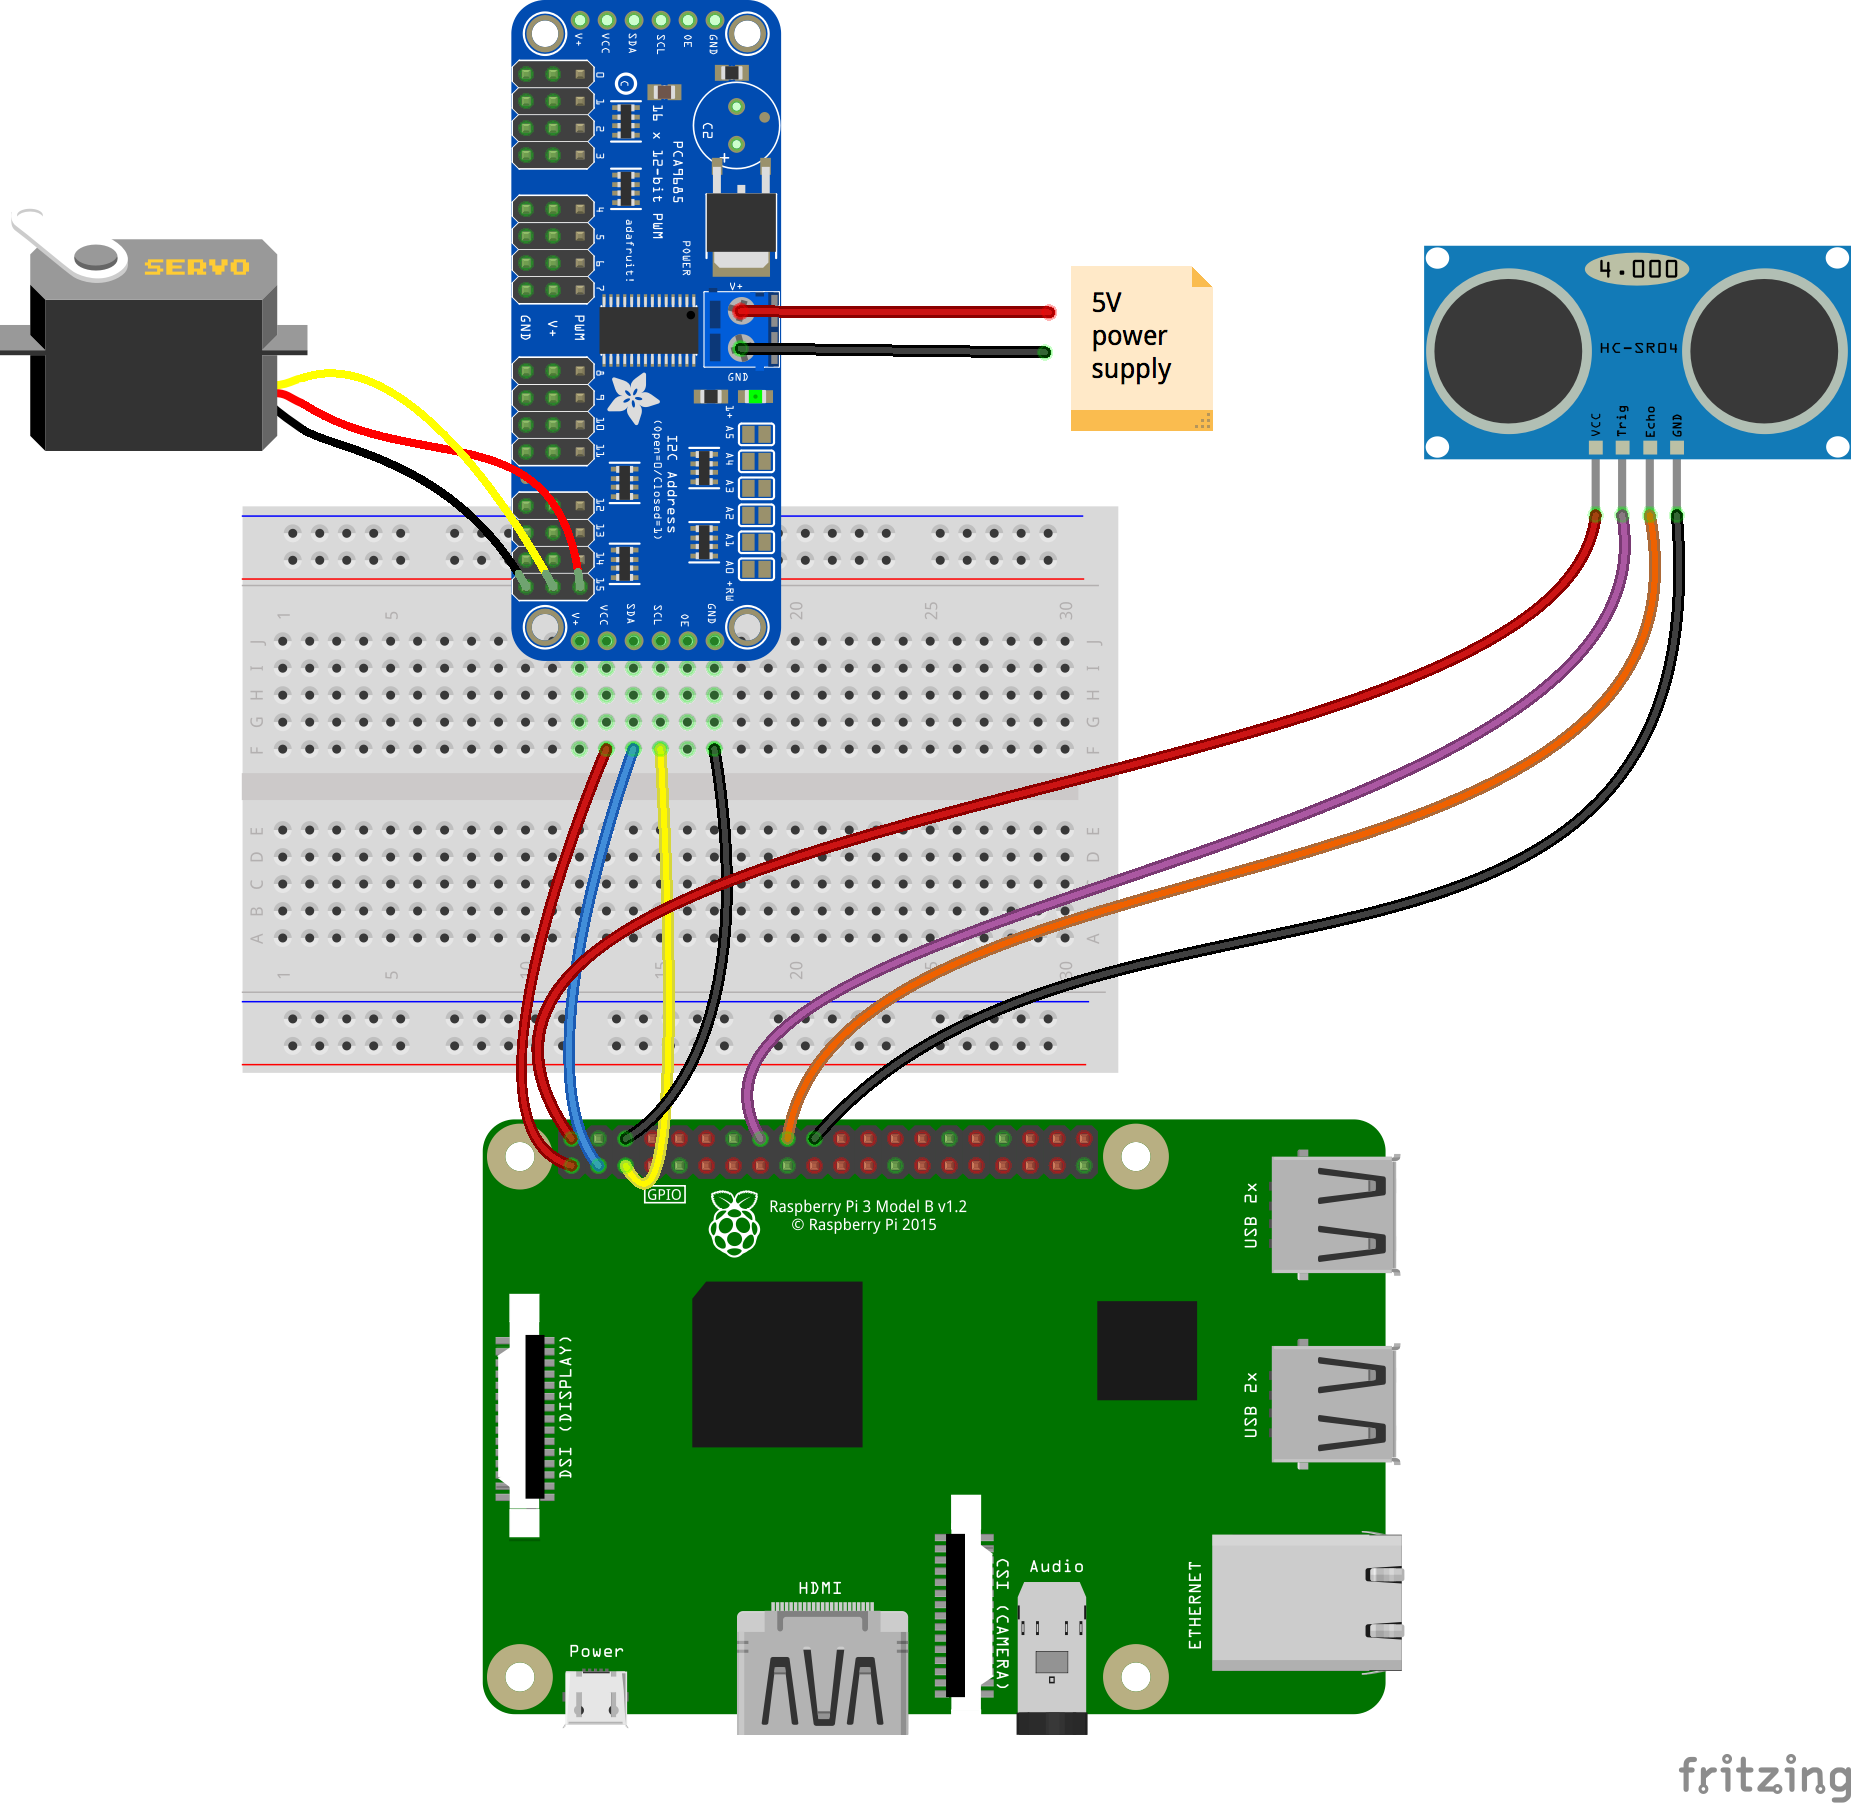 V+ VCC SDA SCL OE GND
0
1
2
3
4
5
6
7
C
16 x 12-bit PWM
PCA9685
adafruit!
POWER
C2
+
V+
GND
GND V+ PWM
8
9
10
11
12
13
14
15
I2C Address
(Open=0/Closed=1)
1+
A5
A4
A3
A2
A1
A0
+RW
V+ VCC SDA SCL OE GND
SERVO
5V
power
supply
4.000
HC-SR04
VCC Trig Echo GND
1 5 20 25 30
J J
I I
H H
G G
F F
E E
D D
C C
B B
A A
1 5 10 15 20 25 30
GPIO
Raspberry Pi 3 Model B v1.2
© Raspberry Pi 2015
USB 2x
USB 2x
DSI (DISPLAY)
CSI (CAMERA)
Audio
HDMI
ETHERNET
Power
fritzing